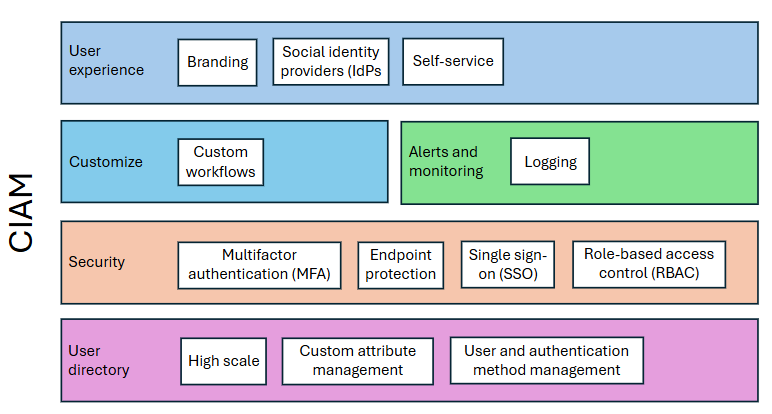 CIAM
User
experience
Branding
Social identity
providers (IdPs
Self-service
Customize
Custom
workflows
Alerts and
monitoring
Logging
Security
Multifactor
authentication (MFA)
Endpoint
protection
Single sign-
on (SSO)
Role-based access
control (RBAC)
User
directory
High scale
Custom attribute
management
User and authentication
method management